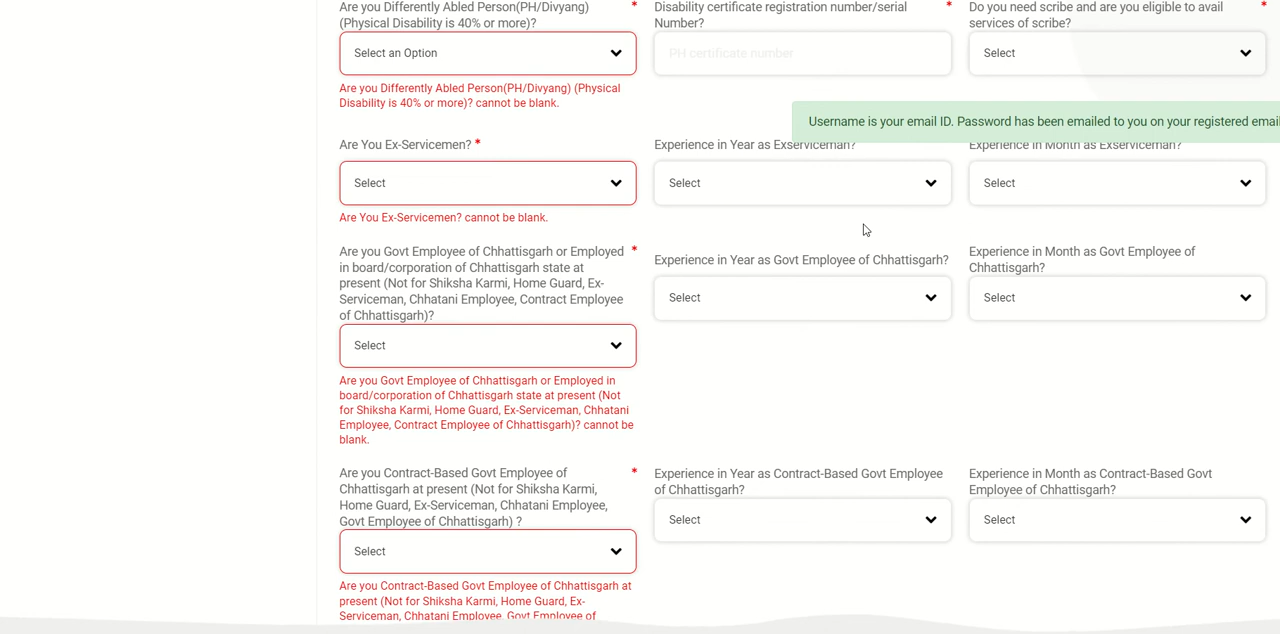 Are you Differently Abled Person(PH/Divyang) *
(Physical Disability is 40% or more)?
Select an Option
Are you Differently Abled Person(PH/Divyang) (Physical
Disability is 40% or more)? cannot be blank.
Disability certificate registration number/serial *
Number?
PH certificate number
Do you need scribe and are you eligible to avail *
services of scribe?
Select
Username is your email ID. Password has been emailed to you on your registered email
Are You Ex-Servicemen? *
Select
Are You Ex-Servicemen? cannot be blank.
Experience in Year as Exserviceman?
Select
Experience in Month as Exserviceman?
Select
Are you Govt Employee of Chhattisgarh or Employed *
in board/corporation of Chhattisgarh state at
present (Not for Shiksha Karmi, Home Guard, Ex-
Serviceman, Chhatani Employee, Contract Employee
of Chhattisgarh)?
Select
Are you Govt Employee of Chhattisgarh or Employed in
board/corporation of Chhattisgarh state at present (Not
for Shiksha Karmi, Home Guard, Ex-Serviceman, Chhatani
Employee, Contract Employee of Chhattisgarh)? cannot be
blank.
Experience in Year as Govt Employee of Chhattisgarh?
Select
Experience in Month as Govt Employee of
Chhattisgarh?
Select
Are you Contract-Based Govt Employee of *
Chhattisgarh at present (Not for Shiksha Karmi,
Home Guard, Ex-Serviceman, Chhatani Employee,
Govt Employee of Chhattisgarh) ?
Select
Are you Contract-Based Govt Employee of Chhattisgarh at
present (Not for Shiksha Karmi, Home Guard, Ex-
Serviceman, Chhatani Employee, Govt Employee of
Experience in Year as Contract-Based Govt Employee
of Chhattisgarh?
Select
Experience in Month as Contract-Based Govt
Employee of Chhattisgarh?
Select